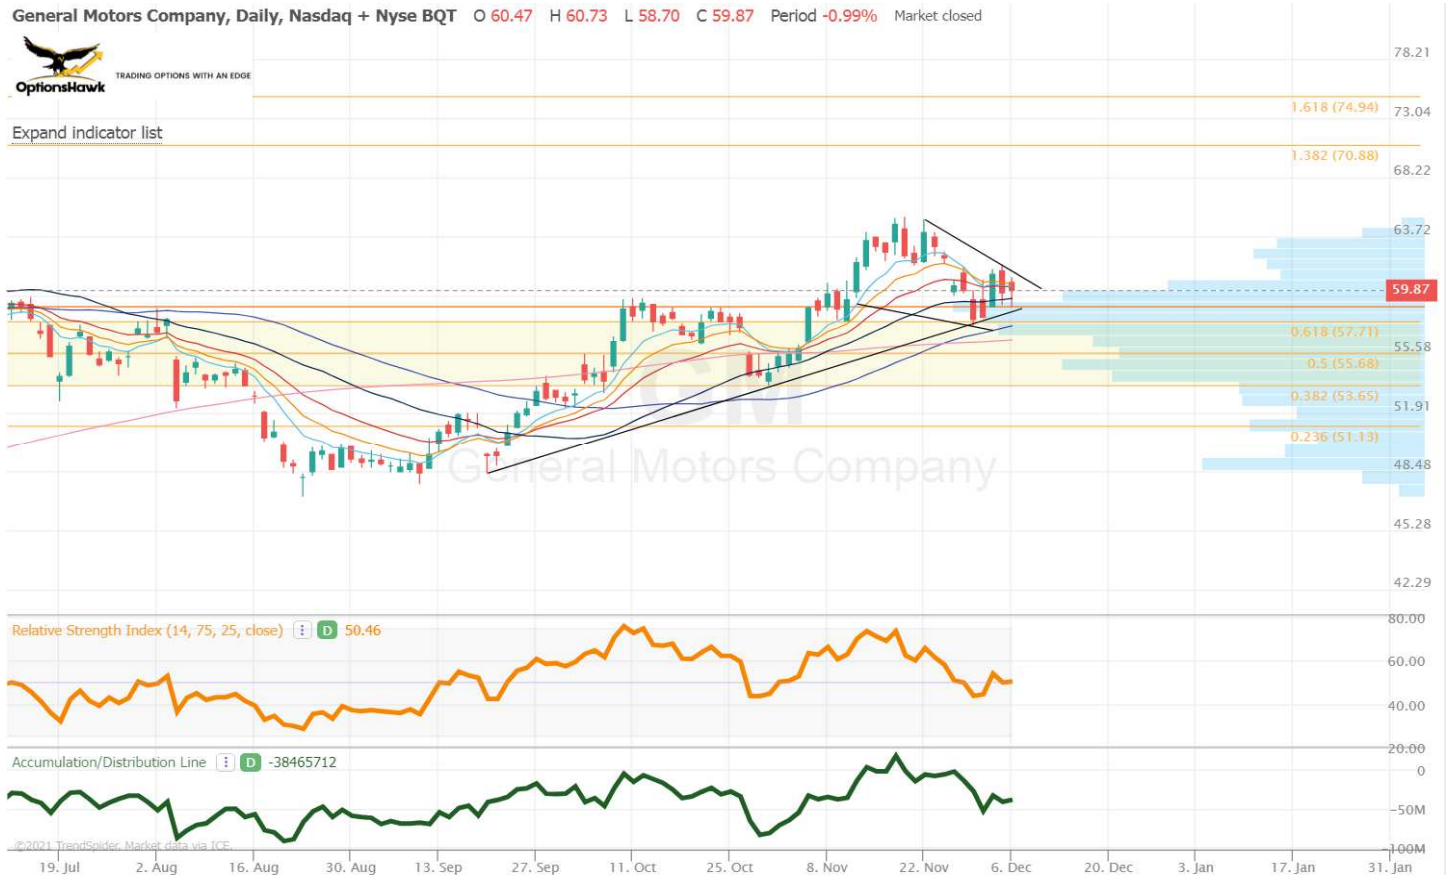 General Motors Company, Daily, Nasdaq + Nyse BQT O 60.47 H 60.73 L 58.70 C 59.87 Period -0.99% Market closed
OptionsHawk
TRADING OPTIONS WITH AN EDGE
Expand indicator list
78.21
1.618 (74.94)
73.04
1.382 (70.88)
68.22
63.72
59.87
0.618 (57.71)
55.58
0.5 (55.68)
0.382 (53.65)
51.91
0.236 (51.13)
GM
General Motors Company
48.48
45.28
42.29
Relative Strength Index (14, 75, 25, close) D 50.46
80.00
60.00
40.00
20.00
Accumulation/Distribution Line D -38465712
0
-50M
-100M
©2021 TrendSpider. Market data via ICE.
19. Jul 2. Aug 16. Aug 30. Aug 13. Sep 27. Sep 11. Oct 25. Oct 8. Nov 22. Nov 6. Dec 20. Dec 3. Jan 17. Jan 31. Jan